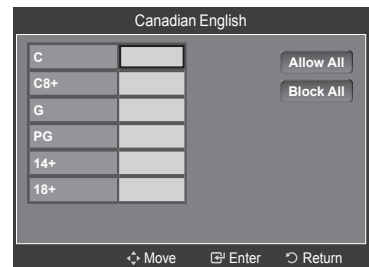 Canadian English
C
Allow All
C8+
Block All
G
PG
14+
18+
Move Enter Return